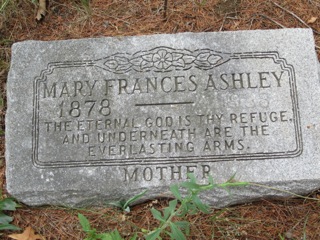 MARY FRANCES ASHLEY
1878
THE ETERNAL GOD IS THY REFUGE,
AND UNDERNEATH ARE THE
EVERLASTING ARMS.
MOTHER